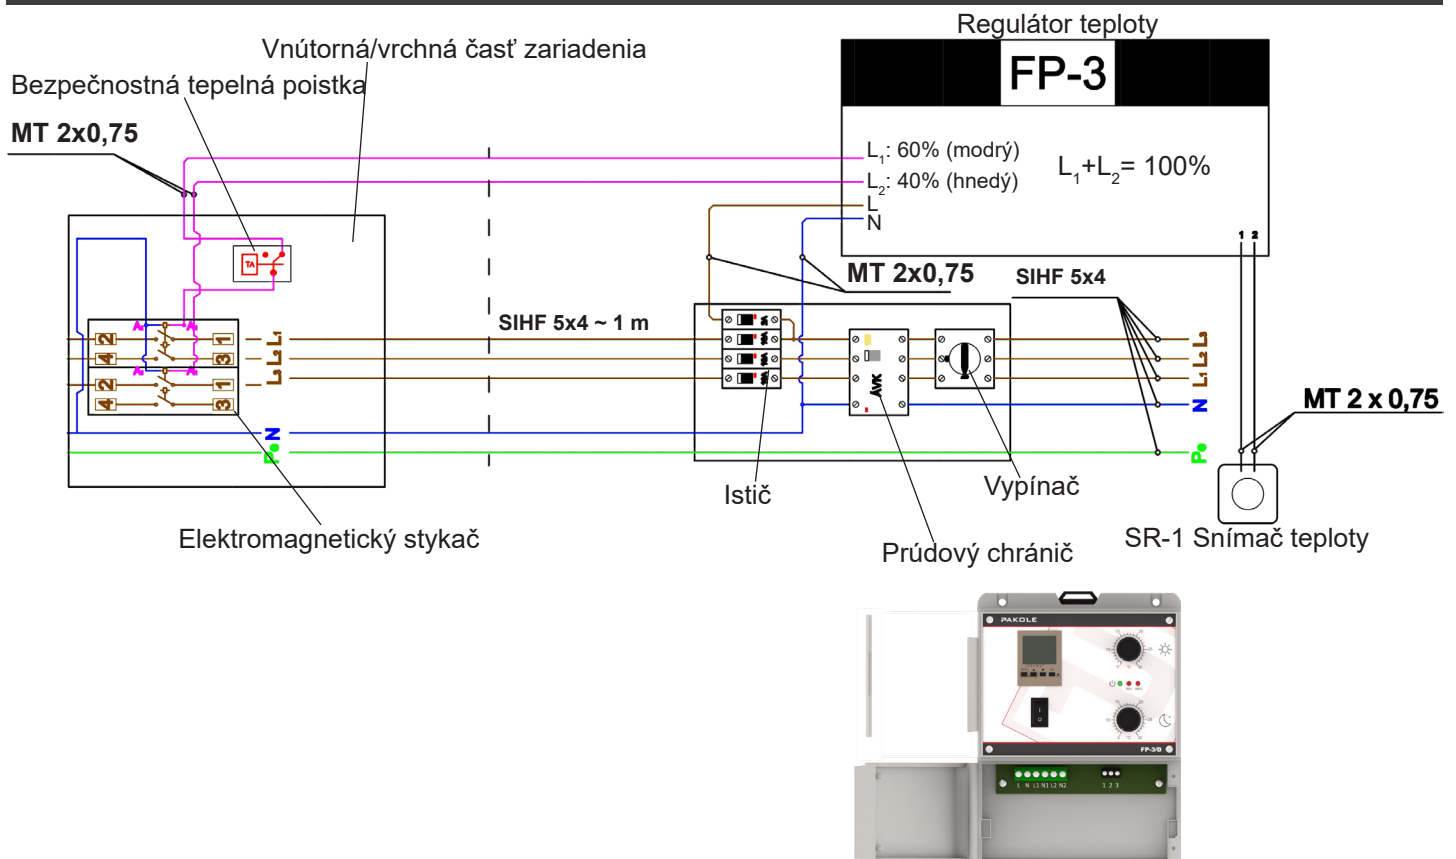 Regulátor teploty
Vnútorná/vrchná časť zariadenia
FP-3
Bezpečnostná tepelná poistka
MT 2x0,75
L1: 60% (modrý)
L1+L2= 100%
L2: 40% (hnedý)
L
N
1 2
TA
MT 2x0,75
SIHF 5x4
SIHF 5x4 ~ 1 m
2 1 L1
4 3 L2
2 1 L3
4 3
N
Pe
AVK
L3
L2
L1
N
Pe
MT 2 x 0,75
Istič
Vypínač
Elektromagnetický stykač
Prúdový chránič
SR-1 Snímač teploty
PAKOLE
FP-3/D
L N L1 N1 L2 N2
1 2 3